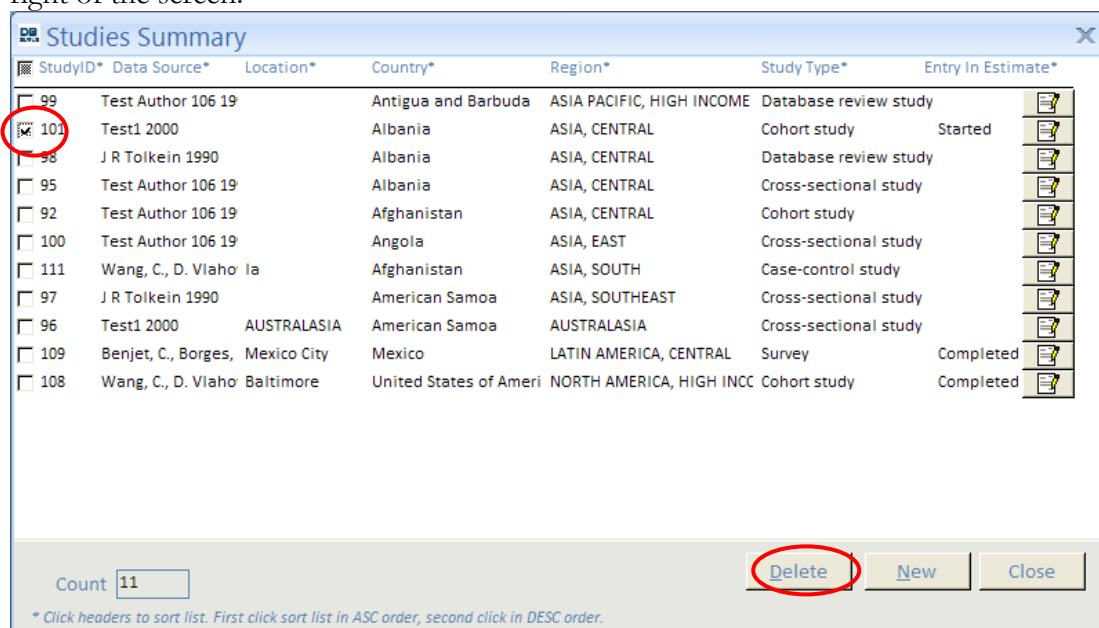 right of the screen.
Studies Summary
StudyID* Data Source* Location* Country* Region* Study Type* Entry In Estimate*
99 Test Author 106 19 Antigua and Barbuda ASIA PACIFIC, HIGH INCOME Database review study
101 Test1 2000 Albania ASIA, CENTRAL Cohort study Started
98 J R Tolkein 1990 Albania ASIA, CENTRAL Database review study
95 Test Author 106 19 Albania ASIA, CENTRAL Cross-sectional study
92 Test Author 106 19 Afghanistan ASIA, CENTRAL Cohort study
100 Test Author 106 19 Angola ASIA, EAST Cross-sectional study
111 Wang, C., D. Vlaho la Afghanistan ASIA, SOUTH Case-control study
97 J R Tolkein 1990 American Samoa ASIA, SOUTHEAST Cross-sectional study
96 Test1 2000 AUSTRALASIA American Samoa AUSTRALASIA Cross-sectional study
109 Benjet, C., Borges, Mexico City Mexico LATIN AMERICA, CENTRAL Survey Completed
108 Wang, C., D. Vlaho Baltimore United States of Ameri NORTH AMERICA, HIGH INCC Cohort study Completed
Count 11 Delete New Close
* Click headers to sort list. First click sort list in ASC order, second click in DESC order.